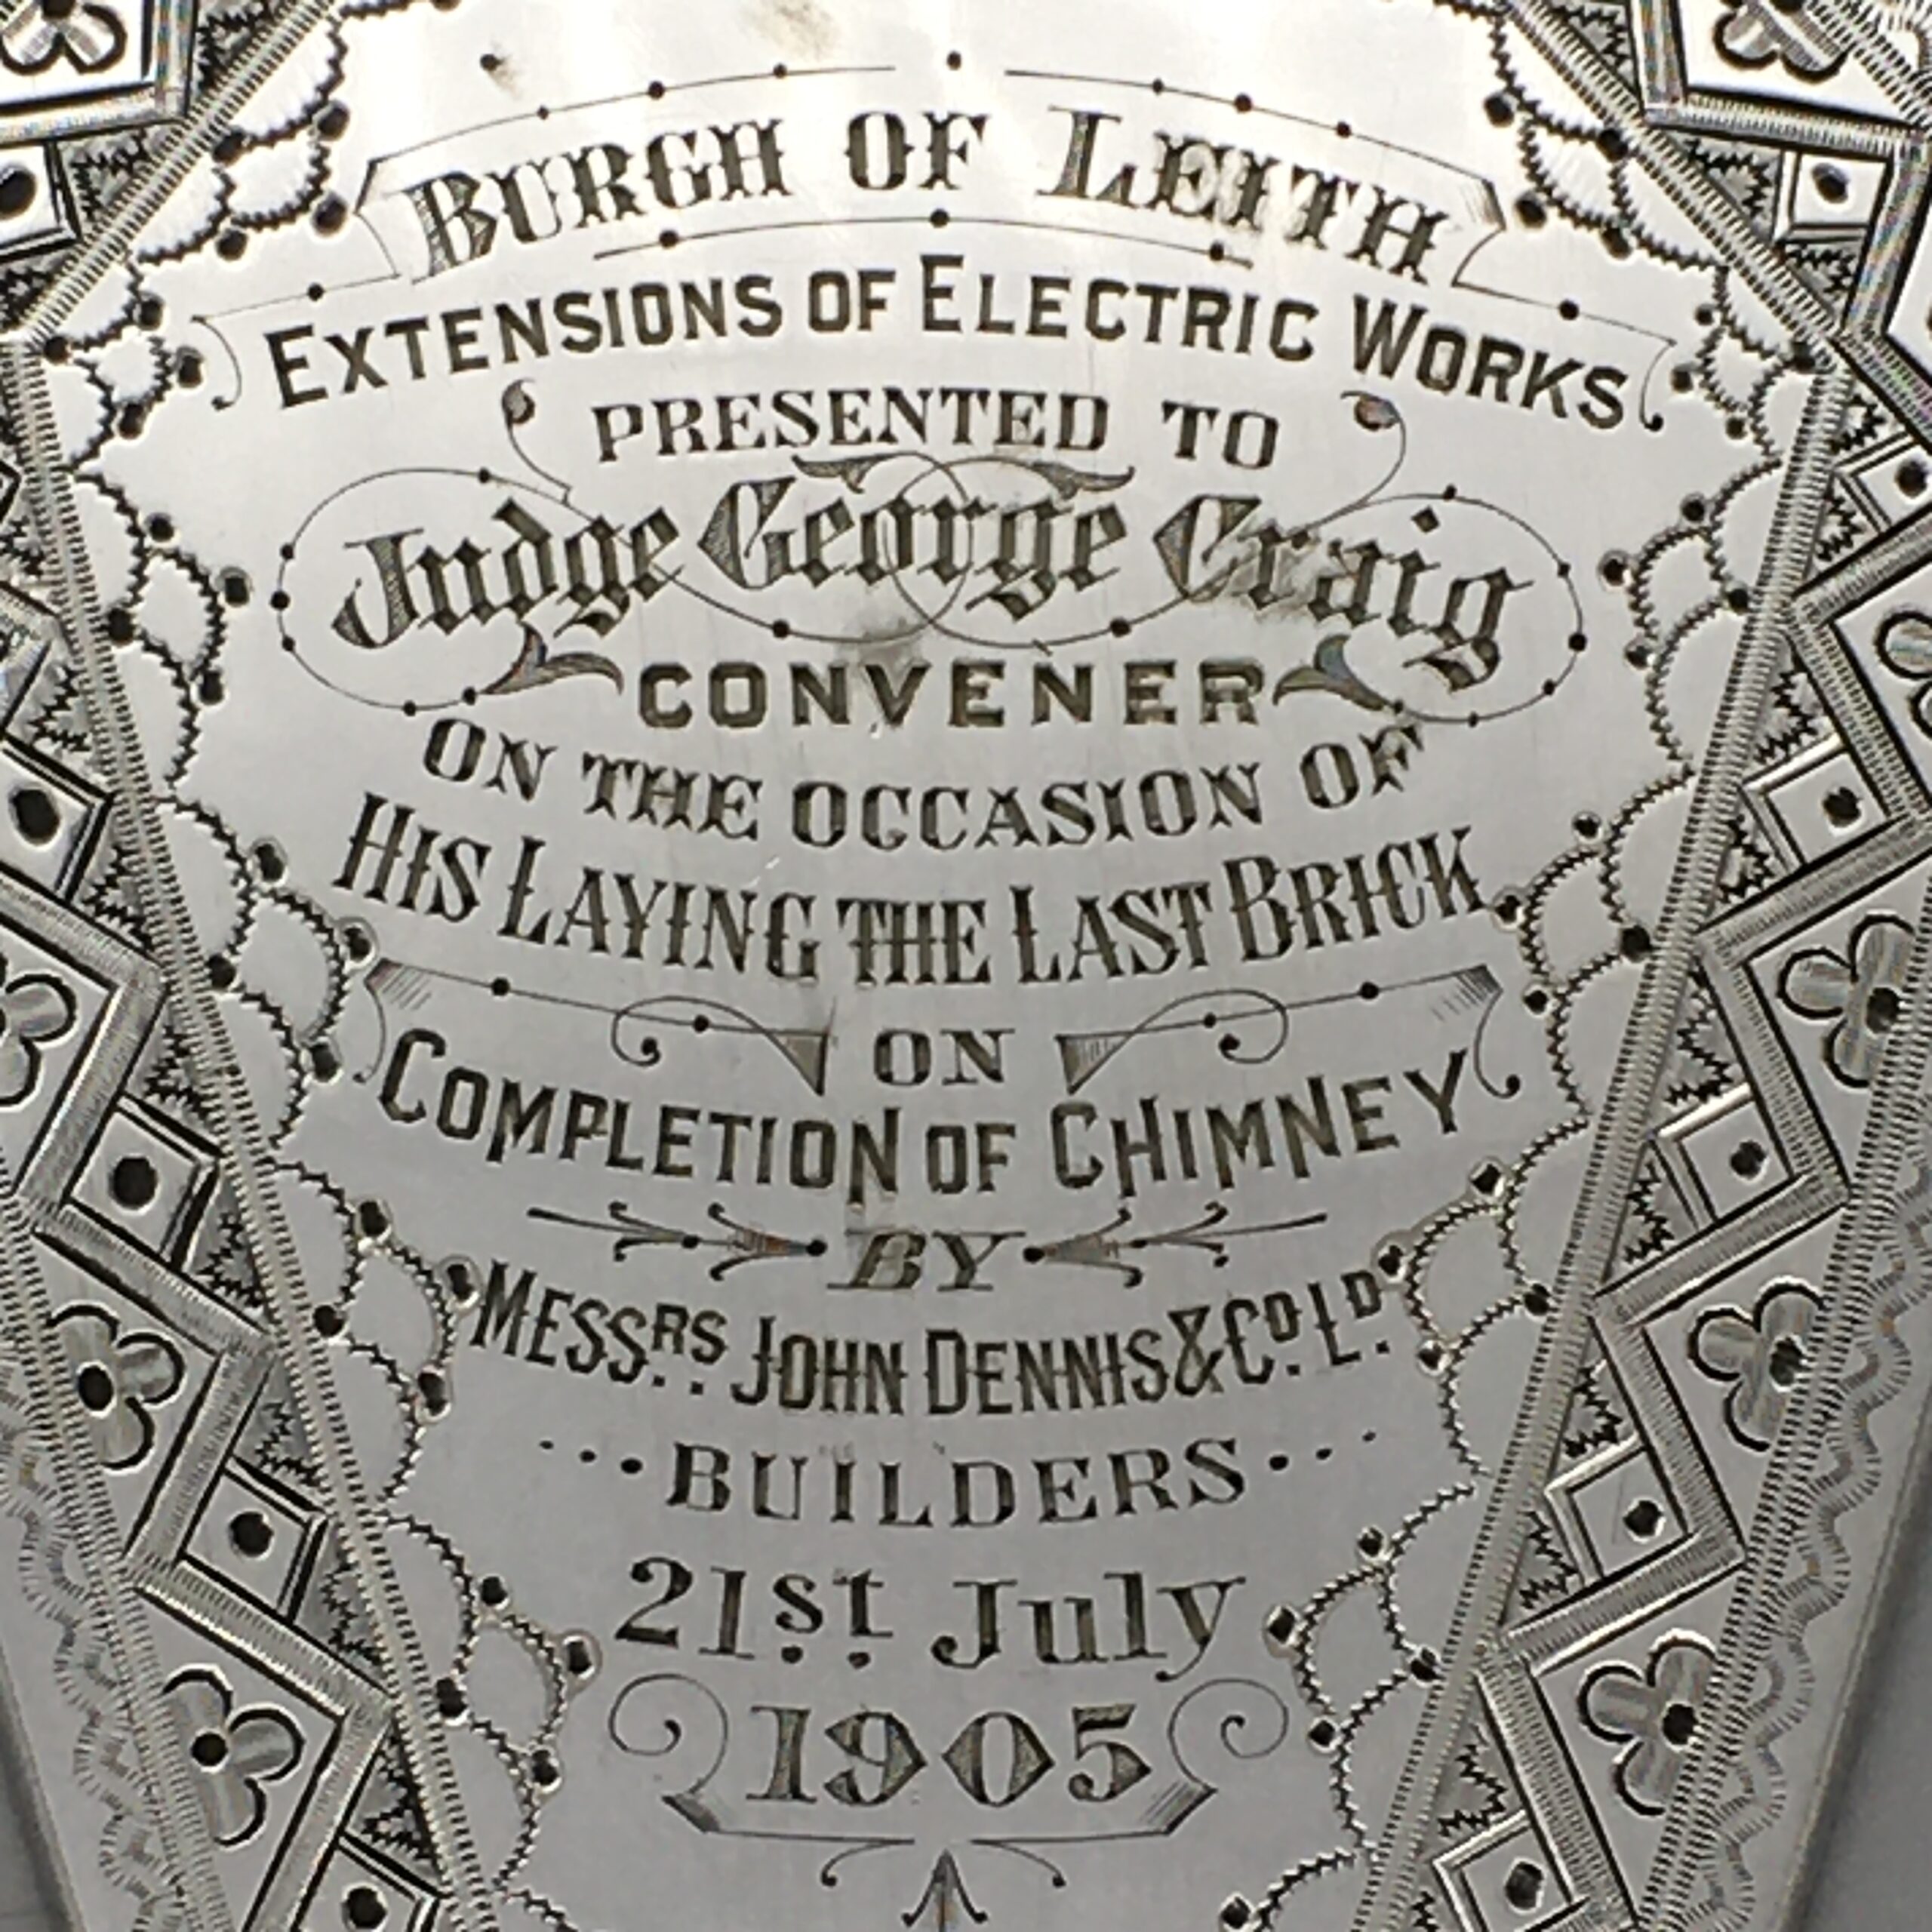 BURGH OF LEITH
EXTENSIONS OF ELECTRIC WORKS.
PRESENTED TO
Judge George Craig
CONVENER
ON THE OCCASION OF
HIS LAYING THE LAST BRICK
ON
COMPLETION OF CHIMNEY
BY
MESSRS. JOHN DENNIS & CO. LD.
BUILDERS
21st July
1905